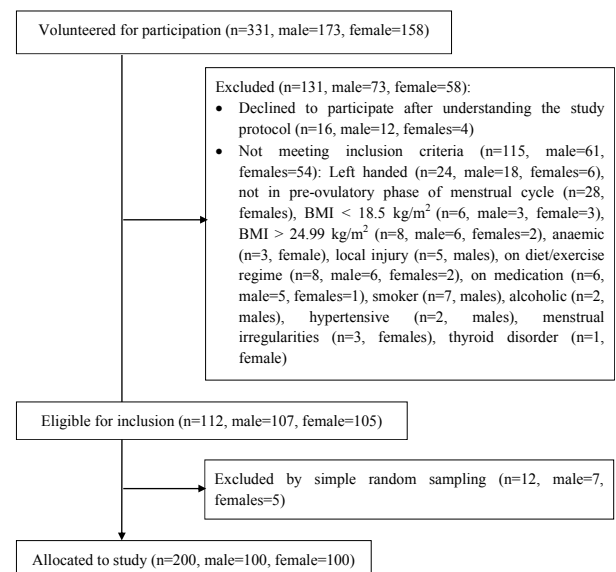 Volunteered for participation (n=331, male=173, female=158)
Excluded (n=131, male=73, female=58):
• Declined to participate after understanding the study
protocol (n=16, male=12, females=4)
• Not meeting inclusion criteria (n=115, male=61,
females=54): Left handed (n=24, male=18, females=6),
not in pre-ovulatory phase of menstrual cycle (n=28,
females), BMI < 18.5 kg/m² (n=6, male=3, female=3),
BMI > 24.99 kg/m² (n=8, male=6, females=2), anaemic
(n=3, female), local injury (n=5, males), on diet/exercise
regime (n=8, male=6, females=2), on medication (n=6,
male=5, females=1), smoker (n=7, males), alcoholic (n=2,
males), hypertensive (n=2, males), menstrual
irregularities (n=3, females), thyroid disorder (n=1,
female)
Eligible for inclusion (n=112, male=107, female=105)
Excluded by simple random sampling (n=12, male=7,
females=5)
Allocated to study (n=200, male=100, female=100)